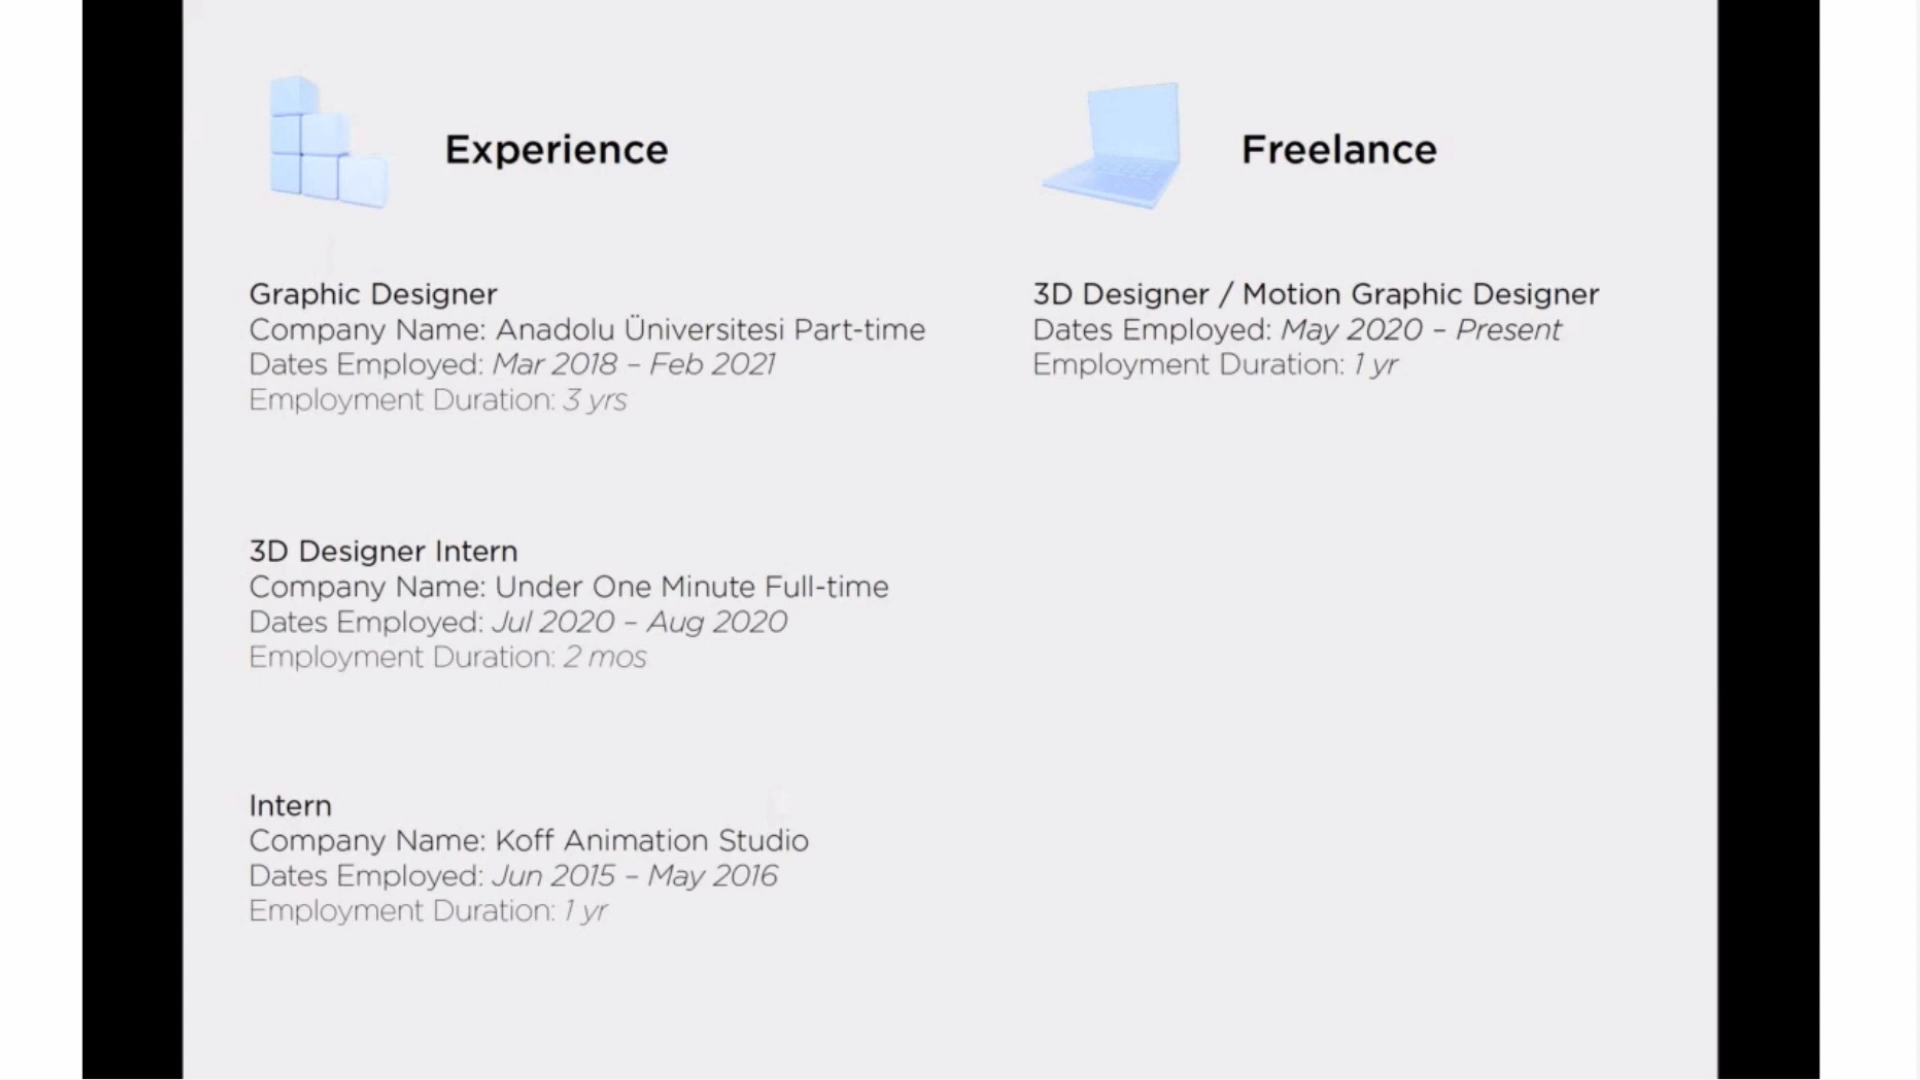 Experience
Graphic Designer
Company Name: Anadolu Üniversitesi Part-time
Dates Employed: Mar 2018 – Feb 2021
Employment Duration: 3 yrs
3D Designer Intern
Company Name: Under One Minute Full-time
Dates Employed: Jul 2020 – Aug 2020
Employment Duration: 2 mos
Intern
Company Name: Koff Animation Studio
Dates Employed: Jun 2015 – May 2016
Employment Duration: 1 yr
Freelance
3D Designer / Motion Graphic Designer
Dates Employed: May 2020 – Present
Employment Duration: 1 yr